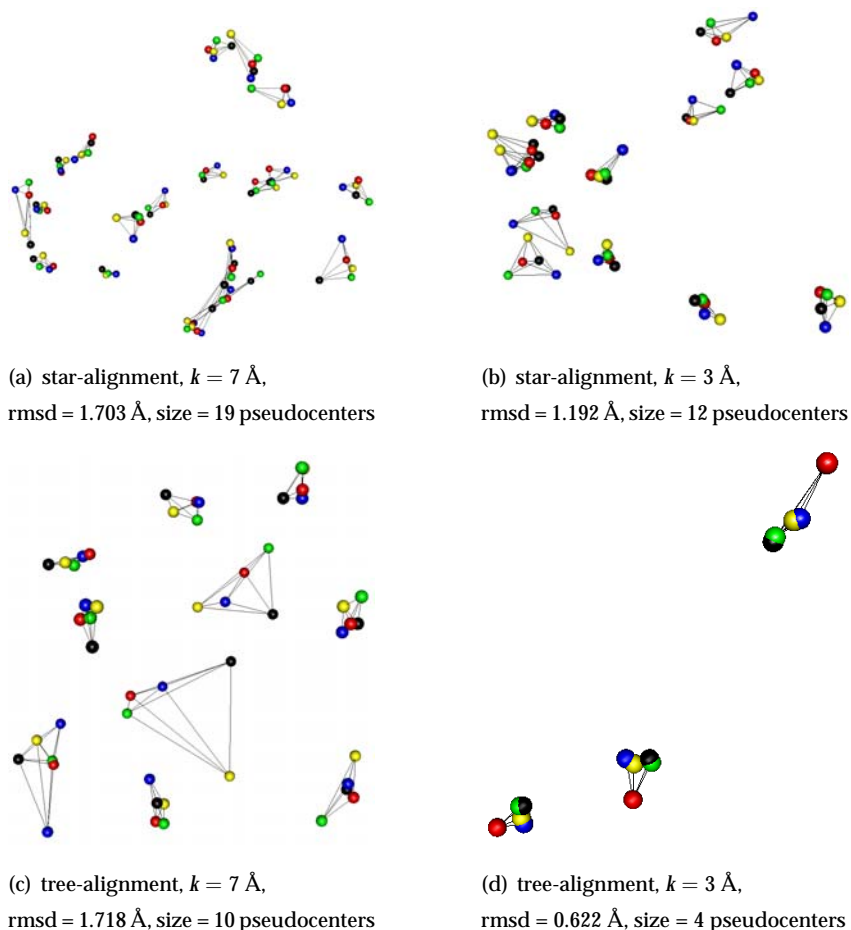 (a) star-alignment, k = 7 Å,
rmsd = 1.703 Å, size = 19 pseudocenters
(b) star-alignment, k = 3 Å,
rmsd = 1.192 Å, size = 12 pseudocenters
(c) tree-alignment, k = 7 Å,
rmsd = 1.718 Å, size = 10 pseudocenters
(d) tree-alignment, k = 3 Å,
rmsd = 0.622 Å, size = 4 pseudocenters